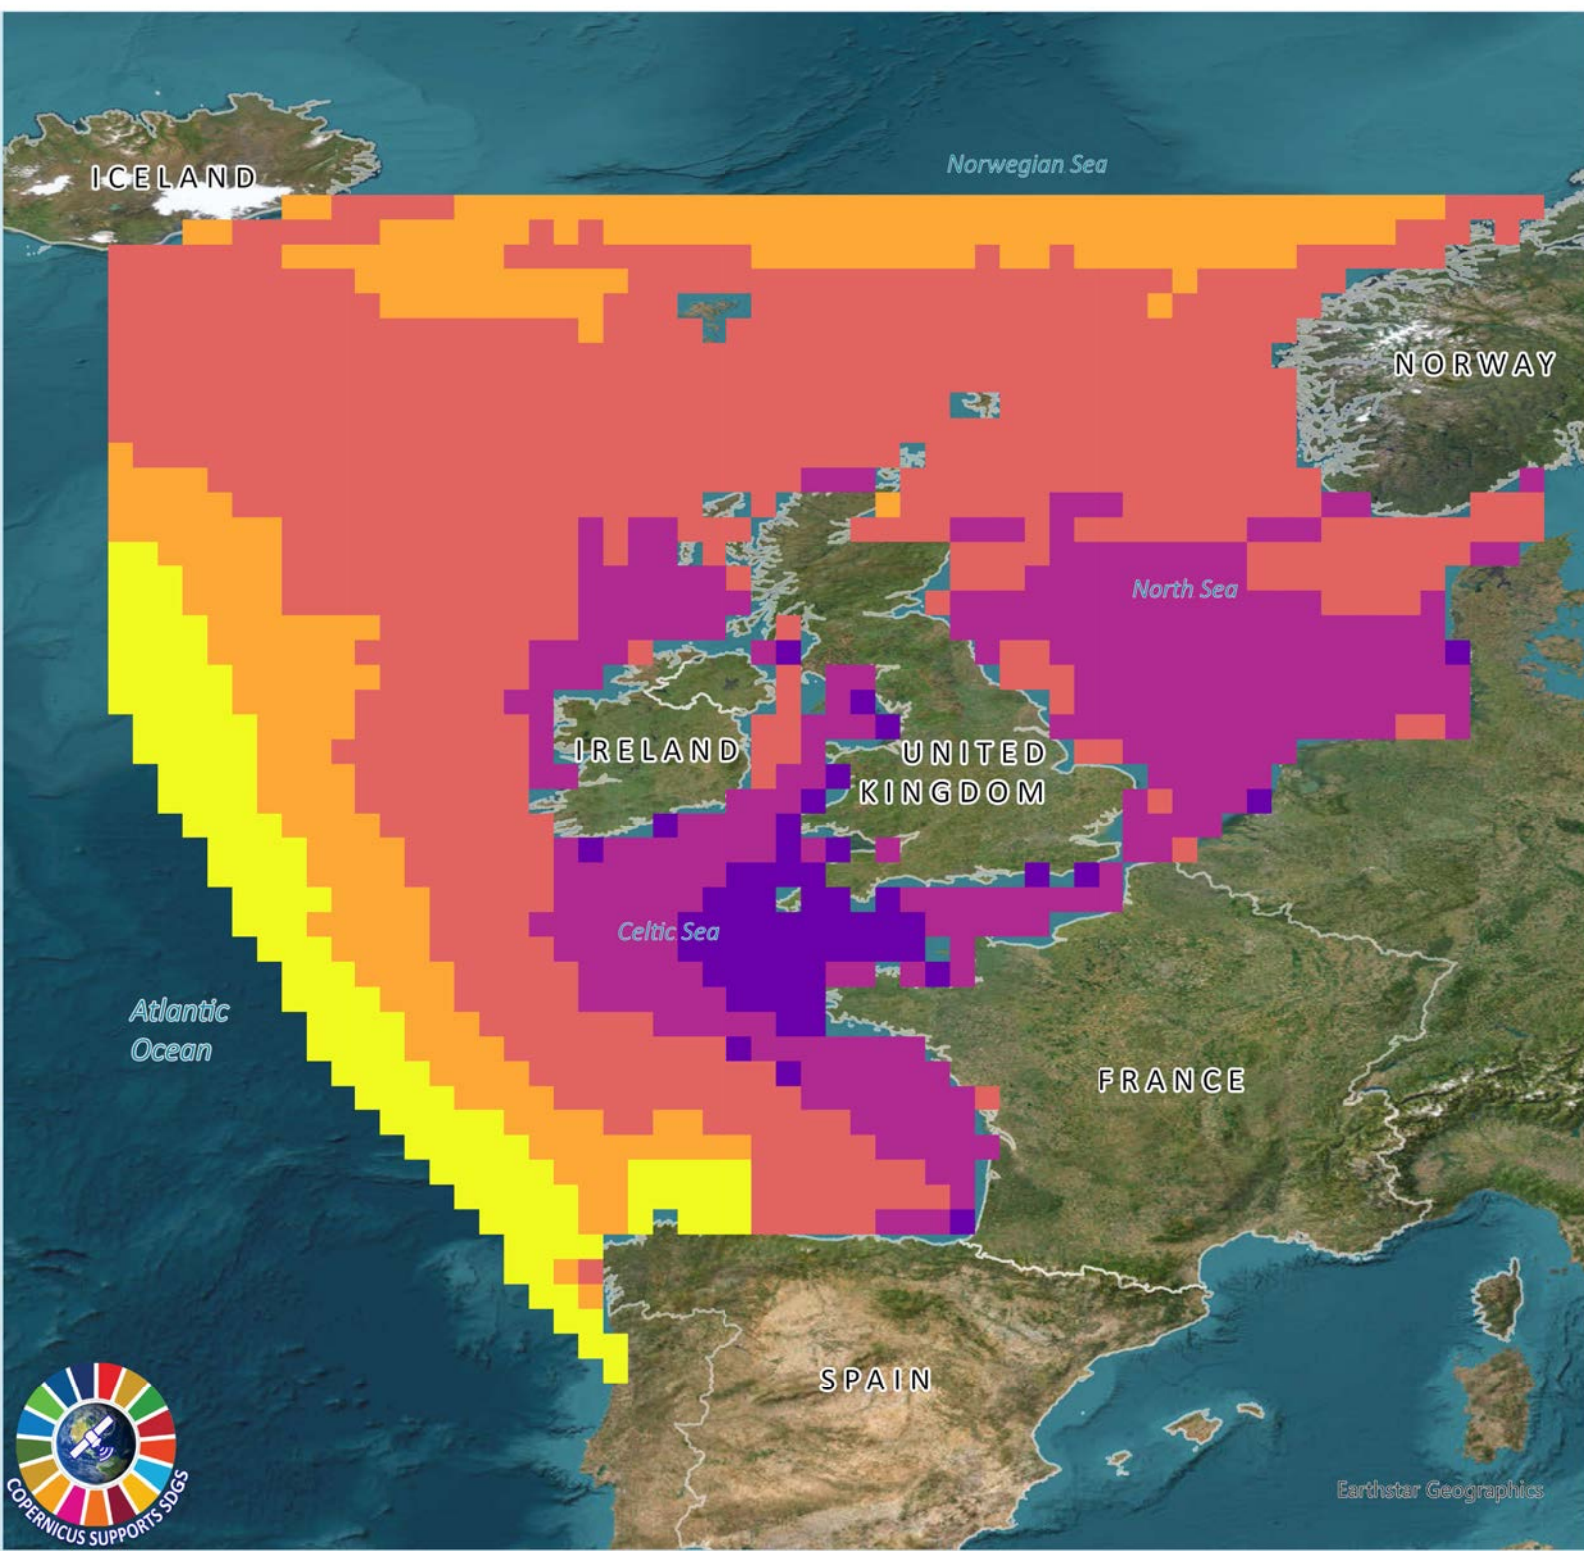 Norwegian Sea
ICELAND
NORWAY
North Sea
IRELAND
UNITED
KINGDOM
Celtic Sea
Atlantic
Ocean
FRANCE
SPAIN
COPERNICUS SUPPORTS SDGS
Earthstar Geographics